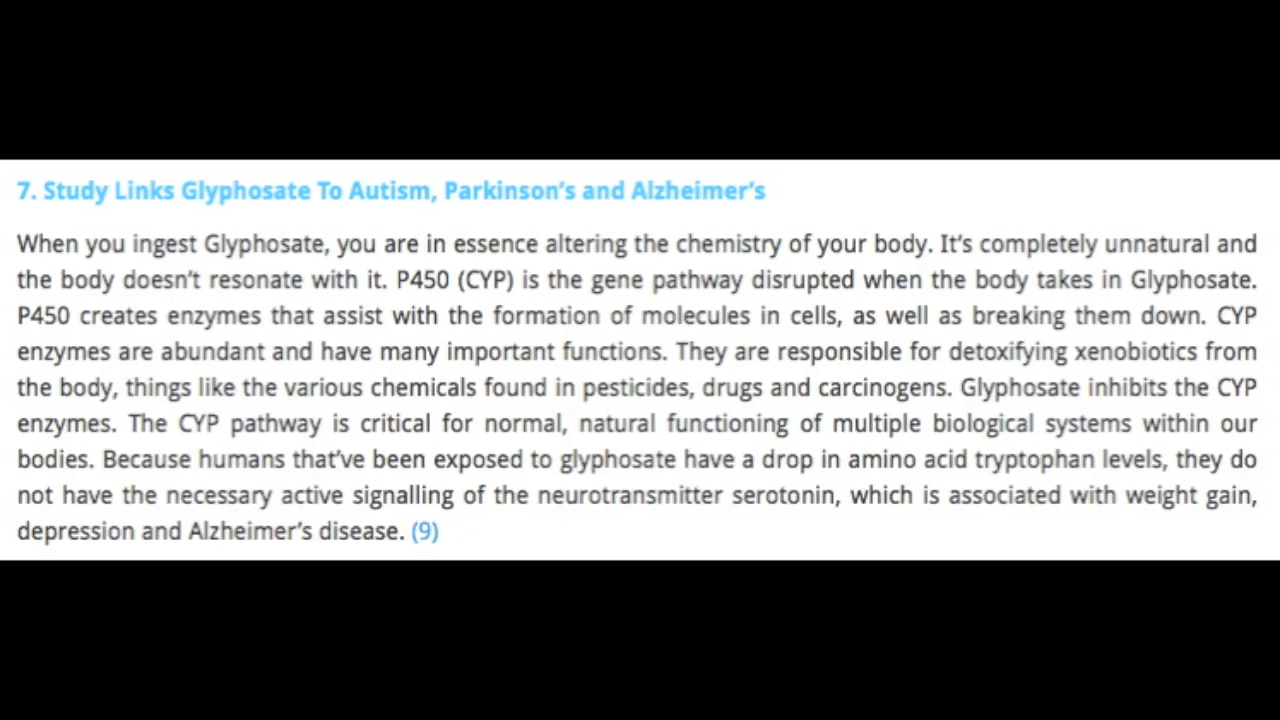 7. Study Links Glyphosate To Autism, Parkinson's and Alzheimer's
When you ingest Glyphosate, you are in essence altering the chemistry of your body. It's completely unnatural and
the body doesn't resonate with it. P450 (CYP) is the gene pathway disrupted when the body takes in Glyphosate.
P450 creates enzymes that assist with the formation of molecules in cells, as well as breaking them down. CYP
enzymes are abundant and have many important functions. They are responsible for detoxifying xenobiotics from
the body, things like the various chemicals found in pesticides, drugs and carcinogens. Glyphosate inhibits the CYP
enzymes. The CYP pathway is critical for normal, natural functioning of multiple biological systems within our
bodies. Because humans that've been exposed to glyphosate have a drop in amino acid tryptophan levels, they do
not have the necessary active signalling of the neurotransmitter serotonin, which is associated with weight gain,
depression and Alzheimer's disease. (9)